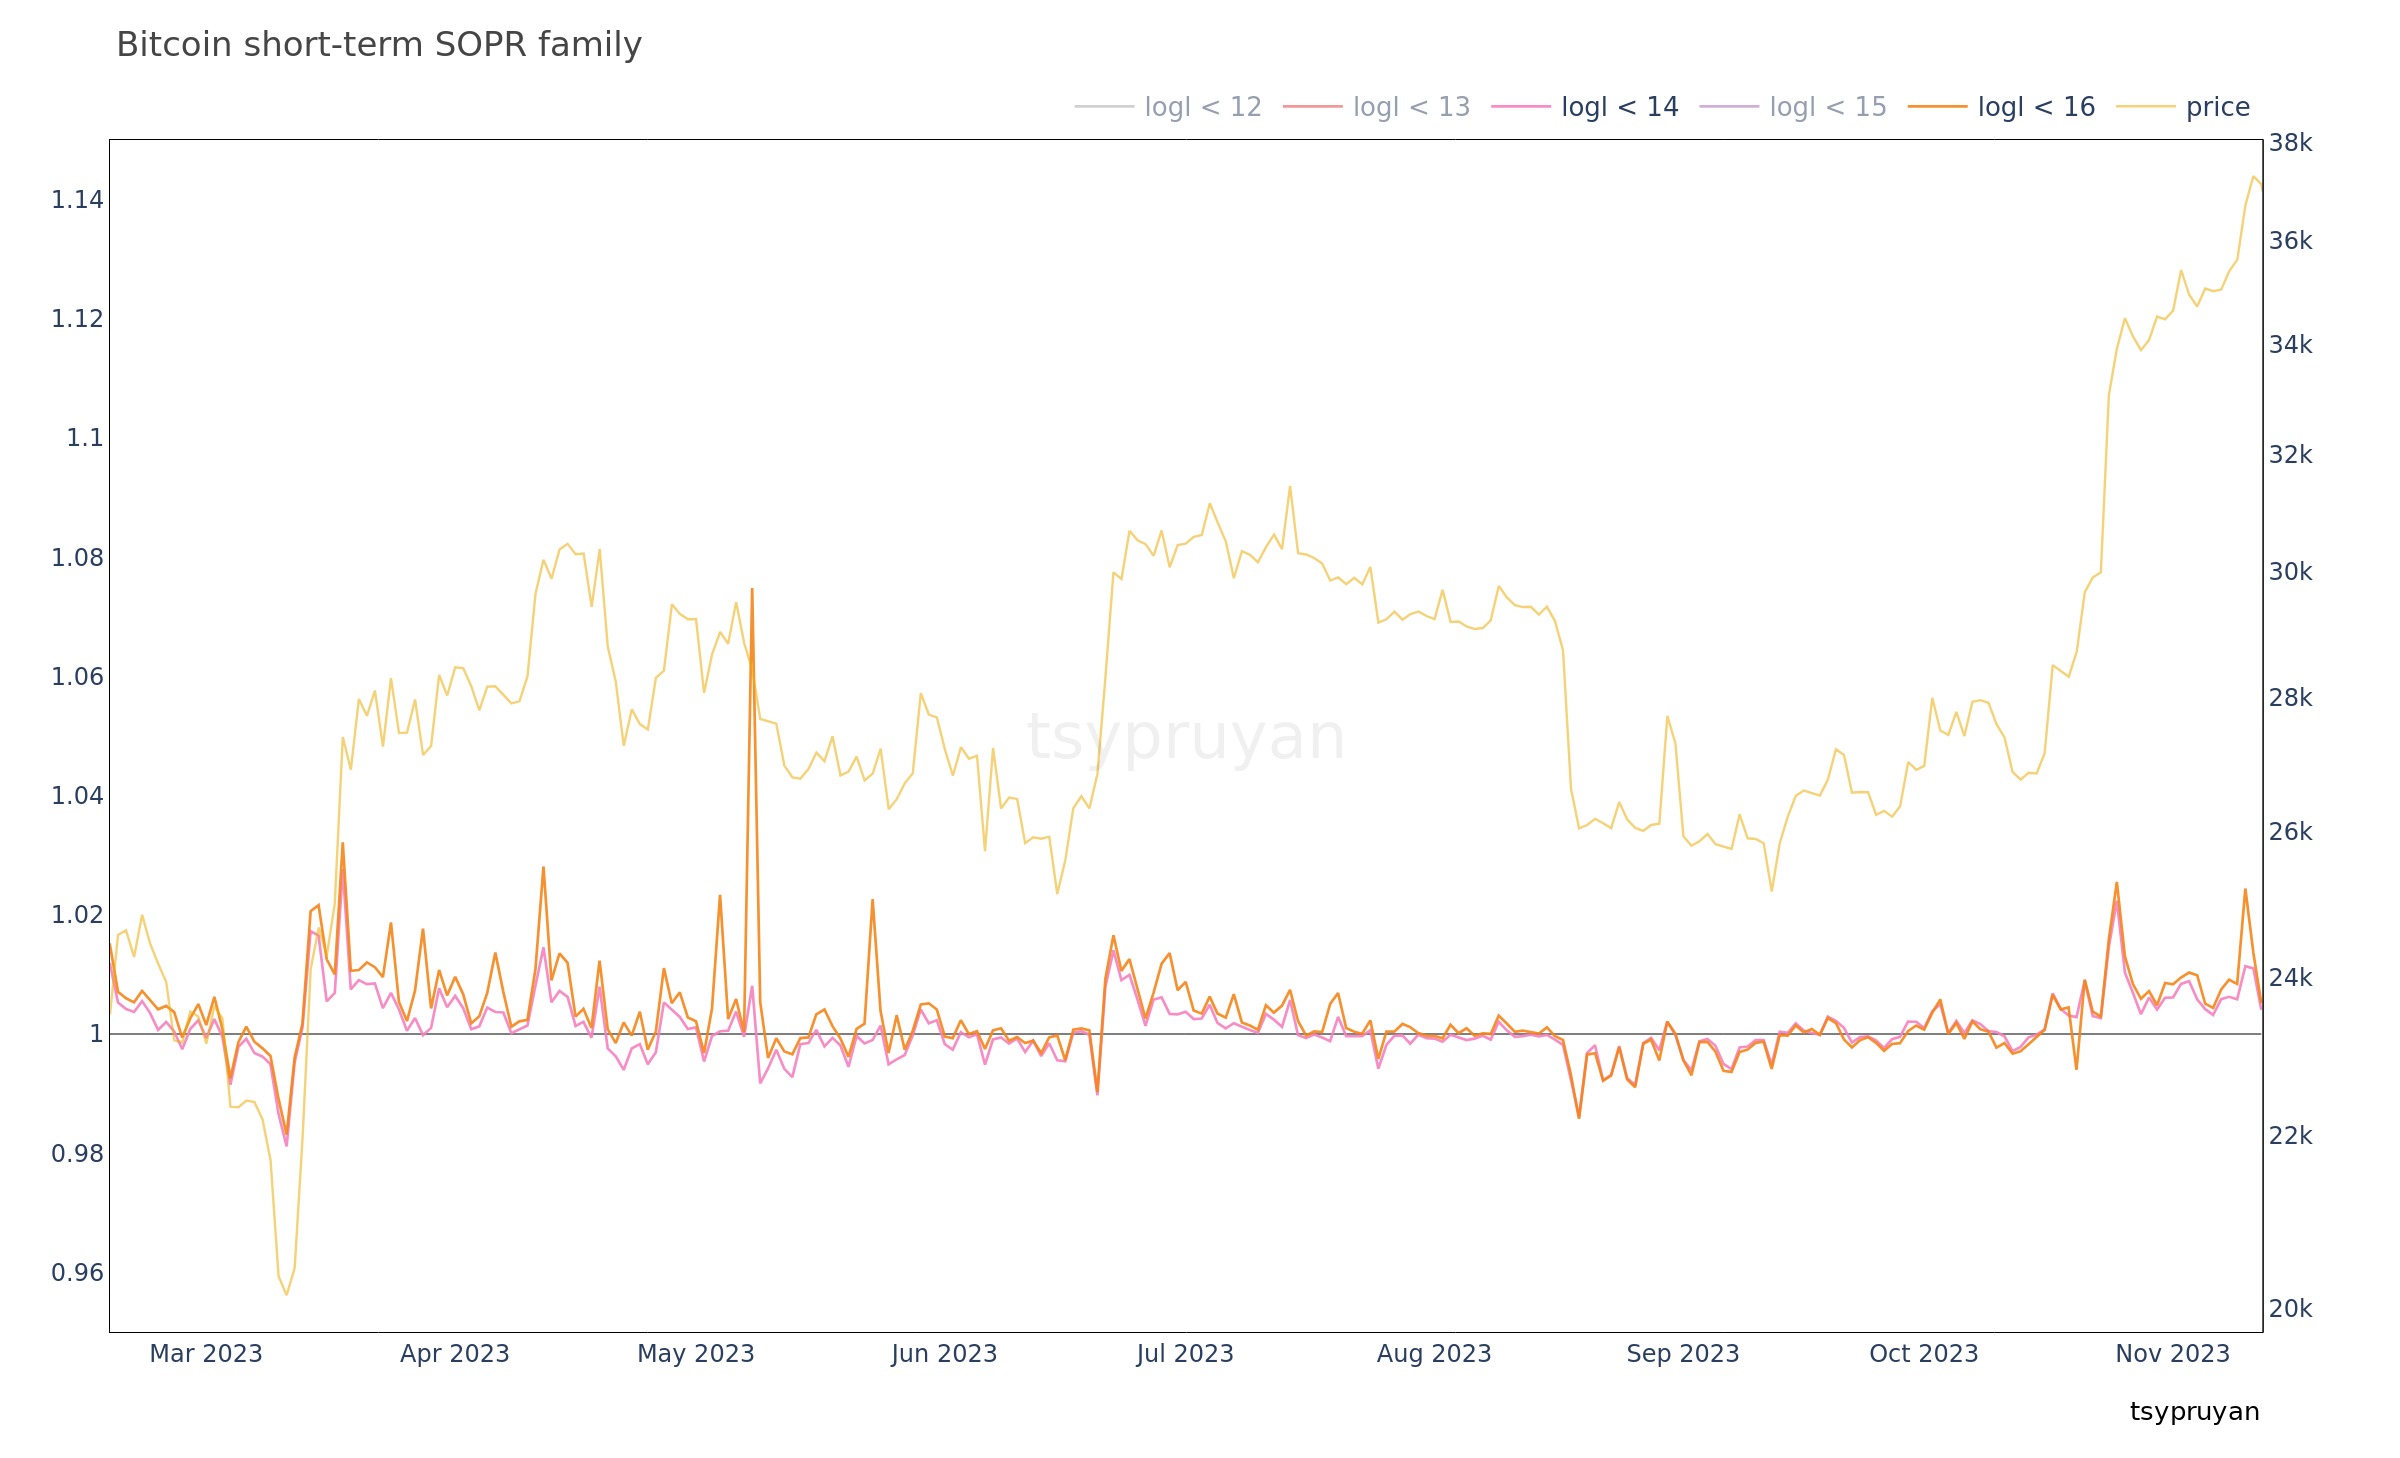 Bitcoin short-term SOPR family
logl < 12 logl < 13 logl < 14 logl < 15 logl < 16 price
1.14
1.12
1.1
1.08
1.06
1.04
1.02
1
0.98
0.96
38k
36k
34k
32k
30k
28k
26k
24k
22k
20k
tsypruyan
Mar 2023 Apr 2023 May 2023 Jun 2023 Jul 2023 Aug 2023 Sep 2023 Oct 2023 Nov 2023
tsypruyan